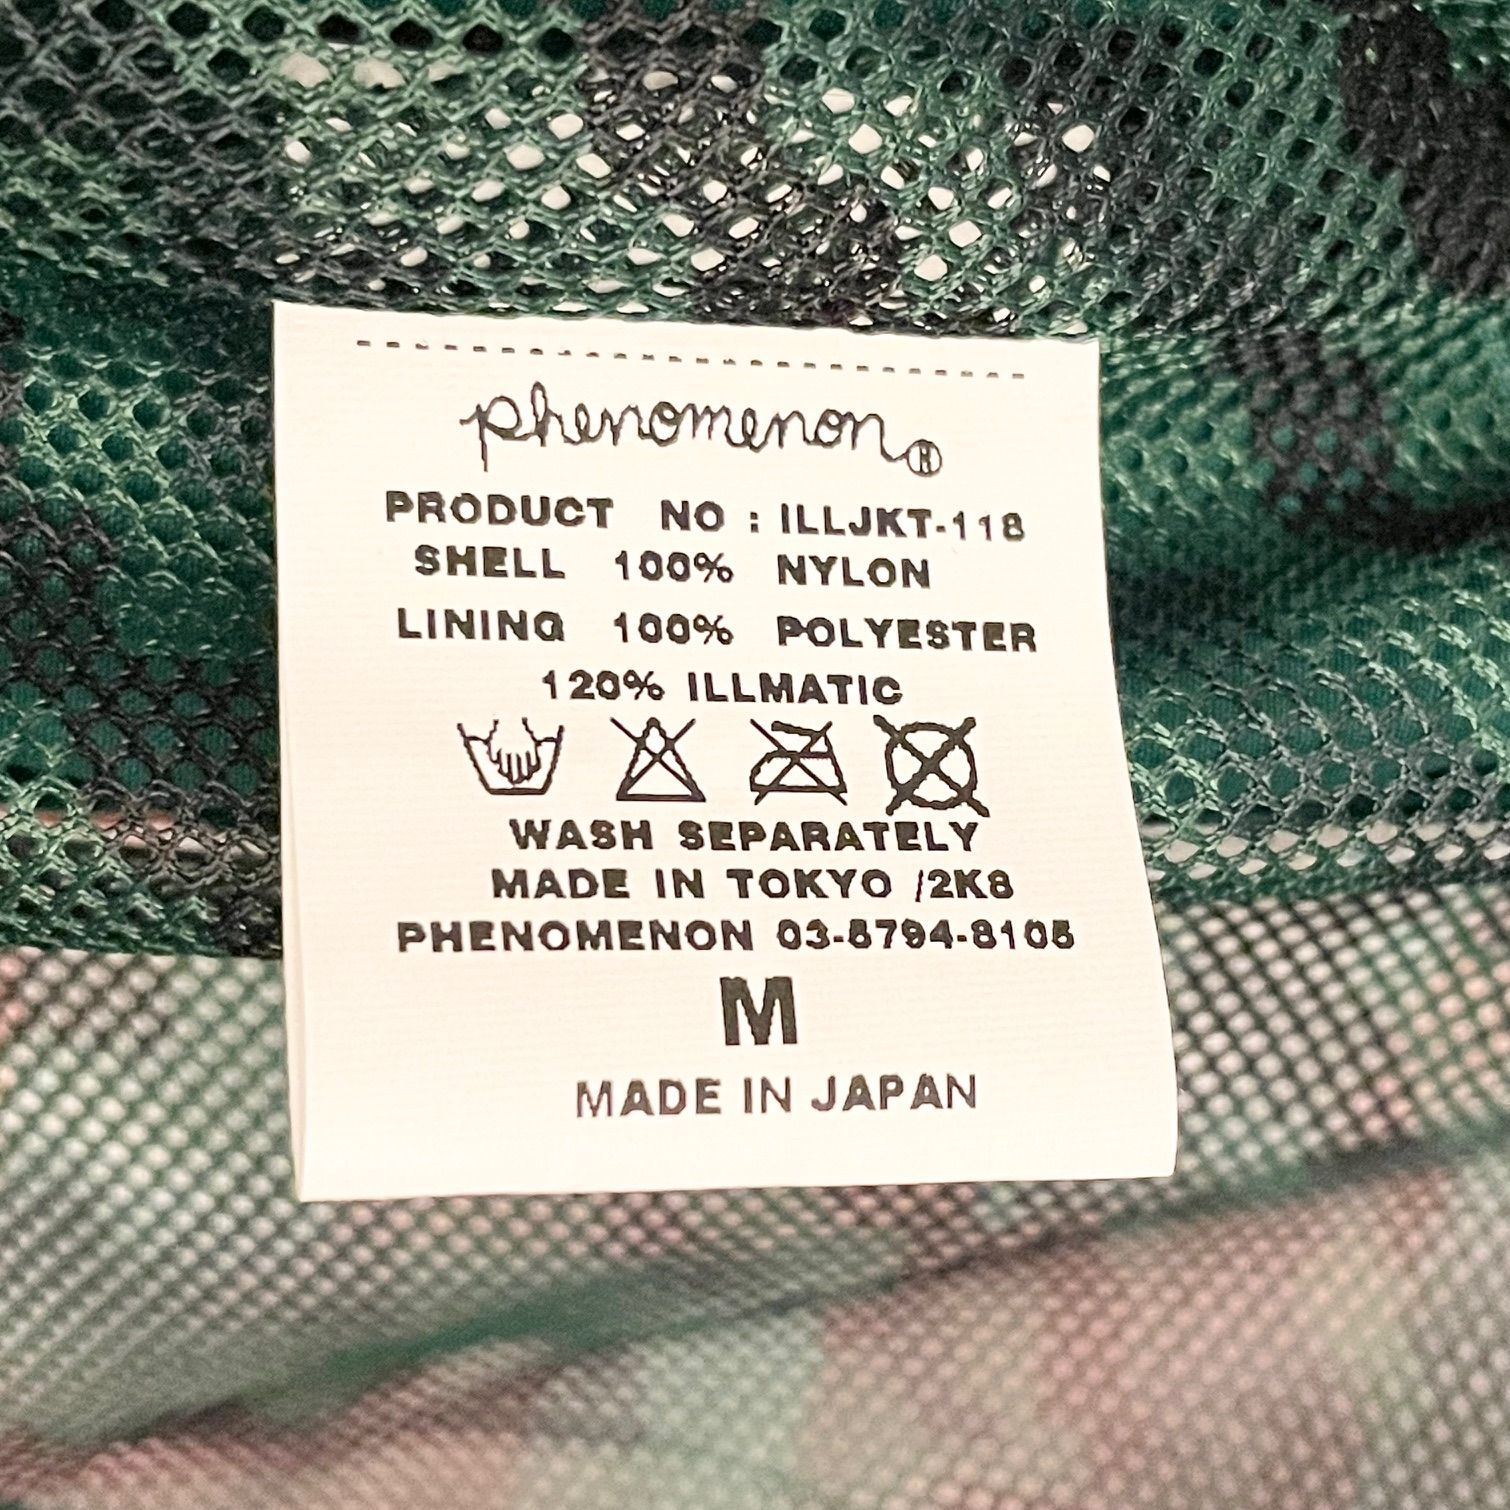 phenomenon®
PRODUCT NO : ILLJKT-118
SHELL 100% NYLON
LINING 100% POLYESTER
120% ILLMATIC
WASH SEPARATELY
MADE IN TOKYO /2K8
PHENOMENON 03-5794-8105
M
MADE IN JAPAN